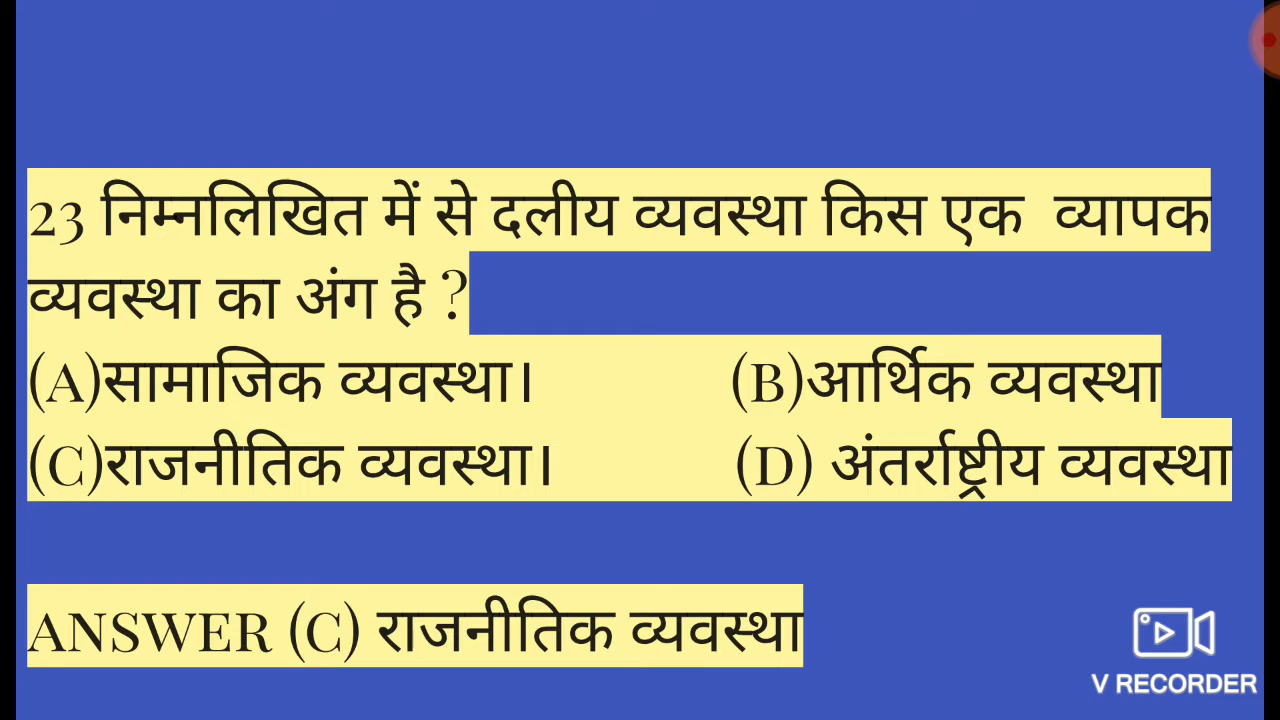 23 निम्नलिखित में से दलीय व्यवस्था किस एक व्यापक
व्यवस्था का अंग है ?
(A)सामाजिक व्यवस्था। (B)आर्थिक व्यवस्था
(C)राजनीतिक व्यवस्था। (D) अंतर्राष्ट्रीय व्यवस्था
ANSWER (C) राजनीतिक व्यवस्था
V RECORDER